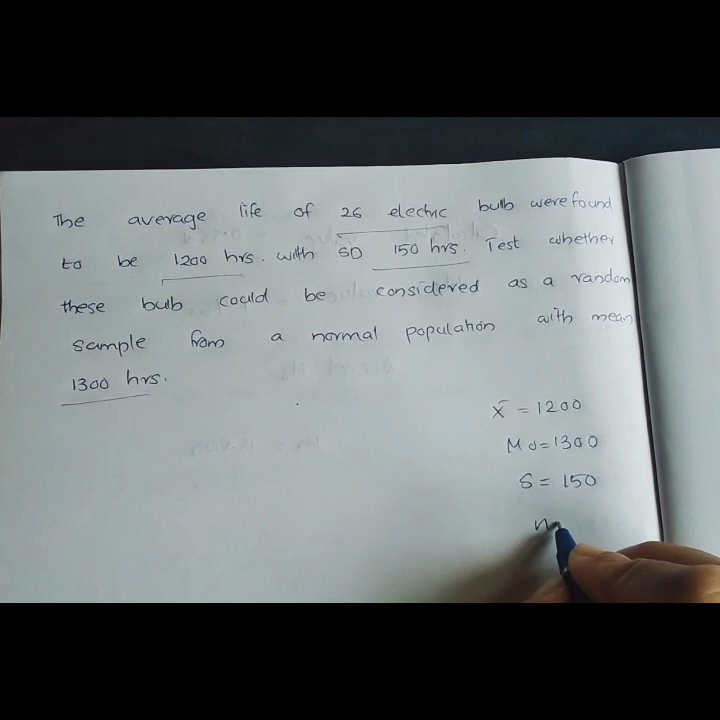 The average life of 26 electric bulb were found
to be 1200 hrs. with SD 150 hrs. Test whether
these bulb could be considered as a random
sample from a normal population with mean
1300 hrs.
x̄ = 1200
μ0=1300
S = 150
n